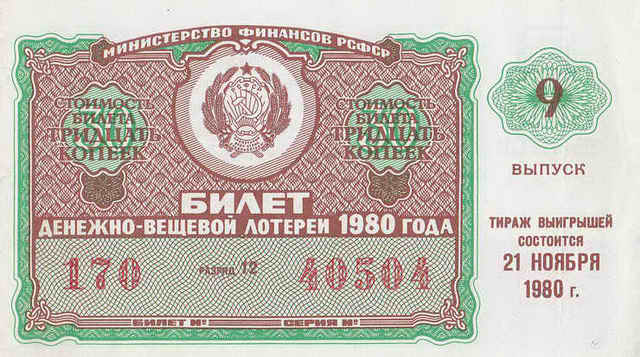 МИНИСТЕРСТВО ФИНАНСОВ РСФСР
СТОИМОСТЬ
БИЛЕТА
ТРИДЦАТЬ
КОПЕЕК
СТОИМОСТЬ
БИЛЕТА
ТРИДЦАТЬ
КОПЕЕК
БИЛЕТ
ДЕНЕЖНО-ВЕЩЕВОЙ ЛОТЕРЕИ 1980 ГОДА
170 РАЗРЯД 12 40504
БИЛЕТ № СЕРИЯ №
9
ВЫПУСК
ТИРАЖ ВЫИГРЫШЕЙ
СОСТОИТСЯ
21 НОЯБРЯ
1980 г.